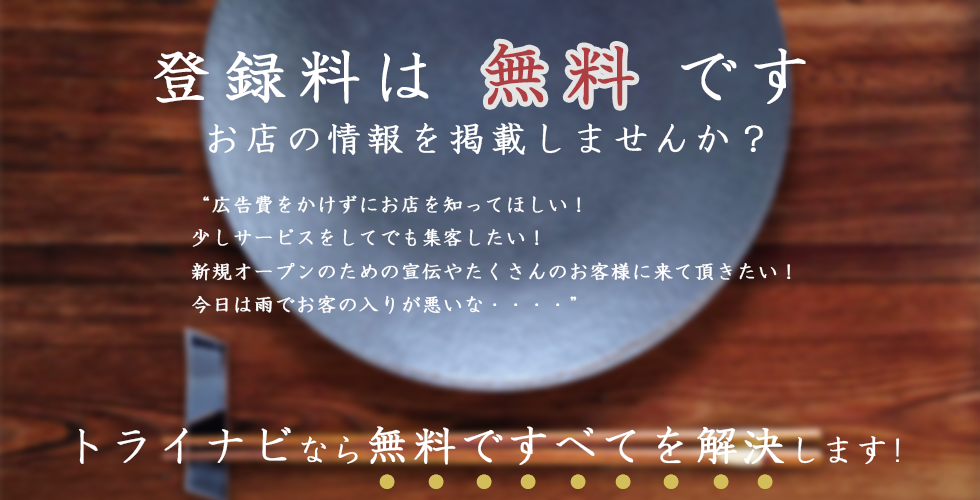 登録料は 無料 です
お店の情報を掲載しませんか？
“広告費をかけずにお店を知ってほしい！
少しサービスをしてでも集客したい！
新規オープンのための宣伝やたくさんのお客様に来て頂きたい！
今日は雨でお客の入りが悪いな・・・・”
トライナビなら無料ですべてを解決します!